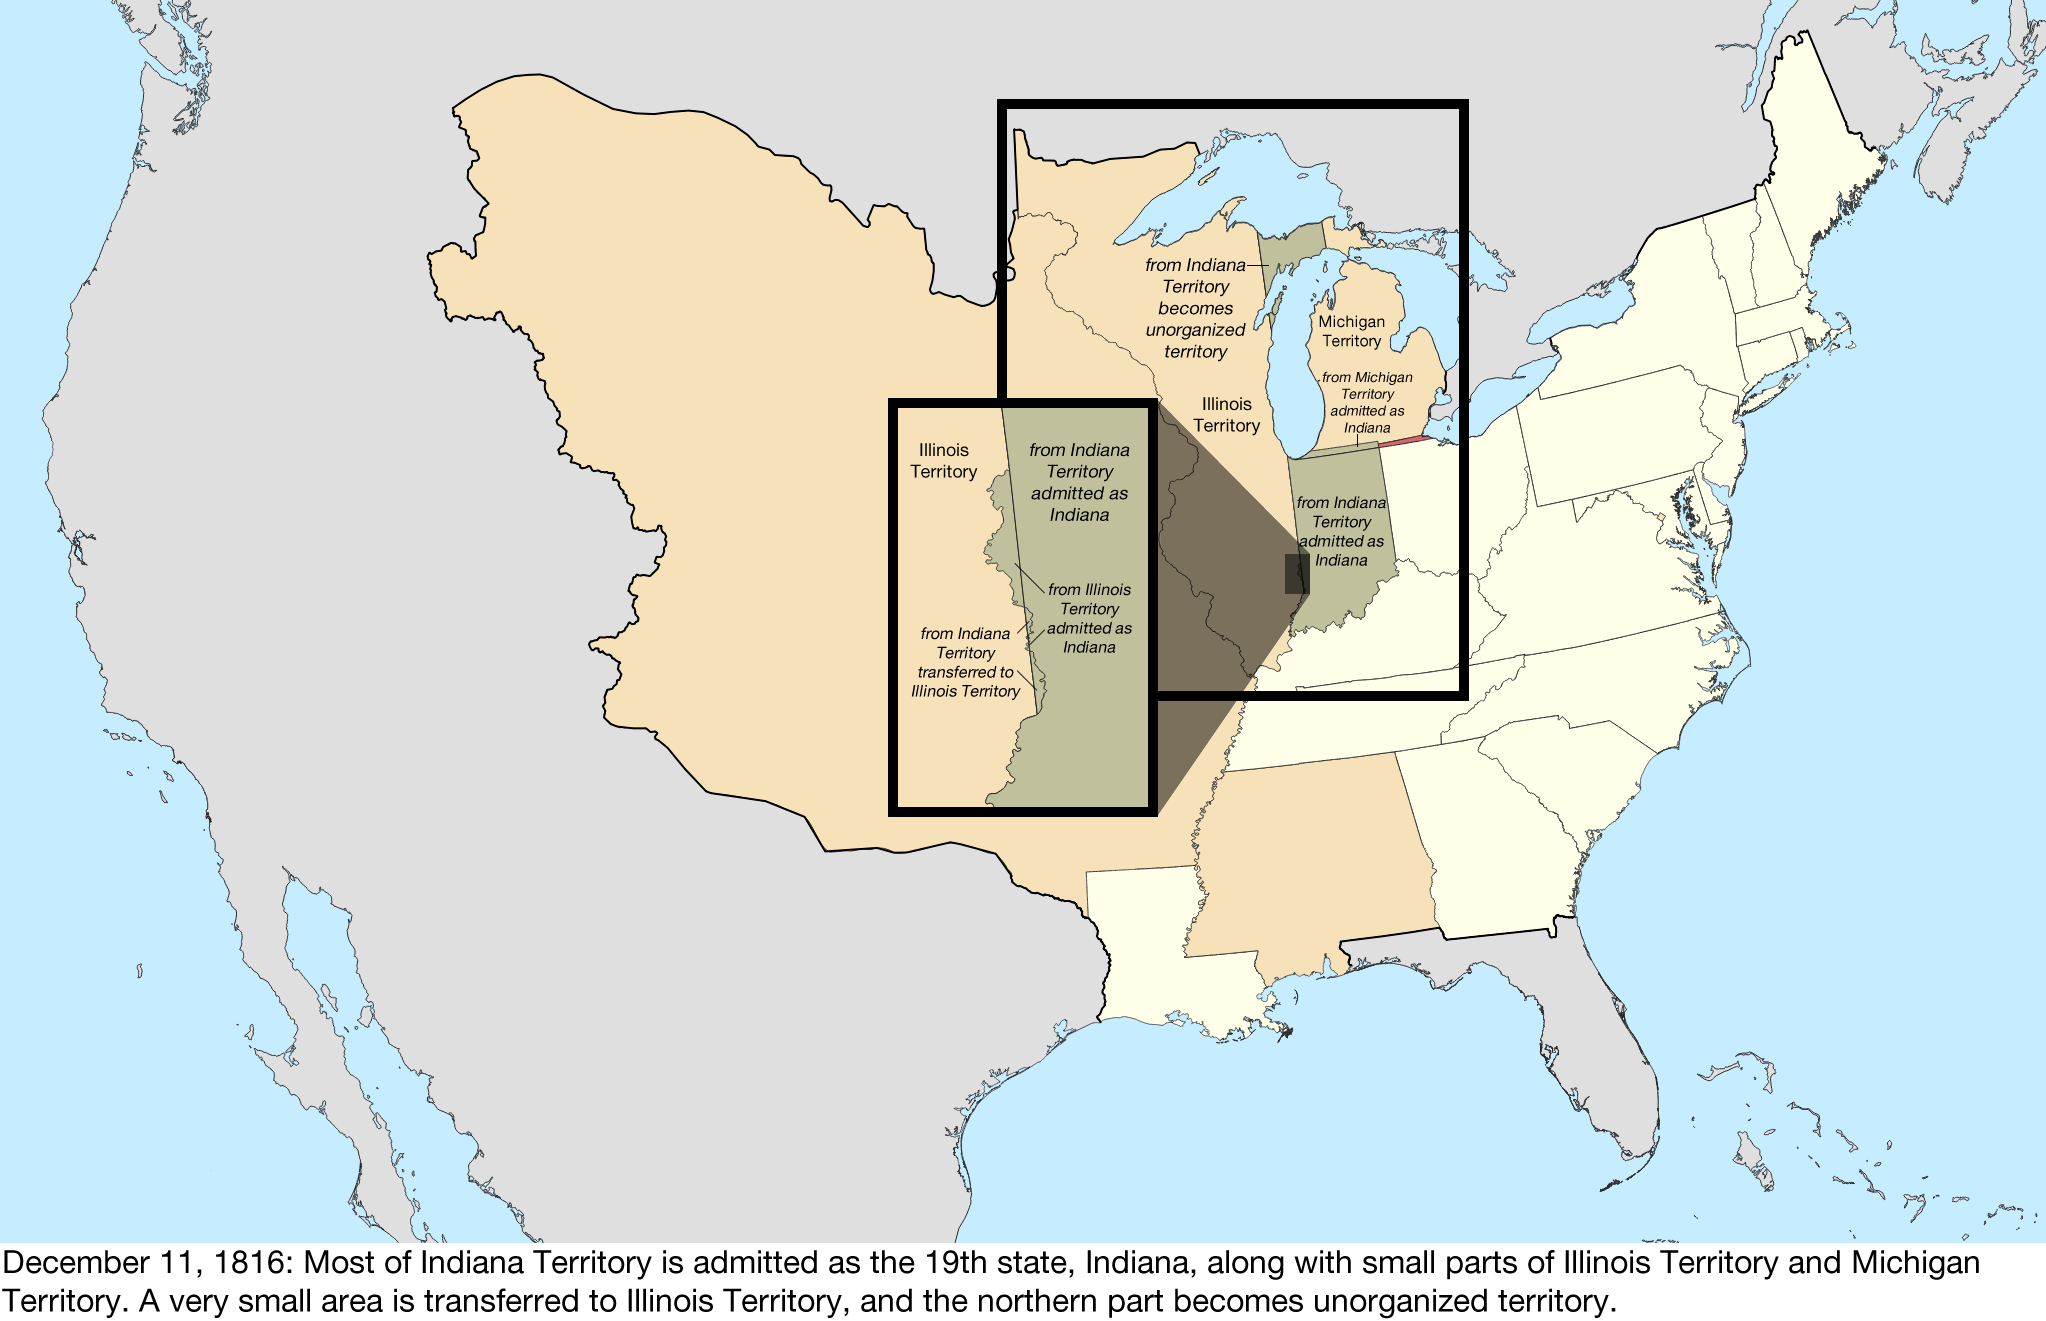 from Indiana
Territory
becomes
unorganized
territory
Michigan
Territory
from Michigan
Territory
admitted as
Indiana
Illinois
Territory
from Indiana
Territory
admitted as
Indiana
Illinois
Territory
from Indiana
Territory
admitted as
Indiana
from Illinois
Territory
admitted as
Indiana
from Indiana
Territory
transferred to
Illinois Territory
December 11, 1816: Most of Indiana Territory is admitted as the 19th state, Indiana, along with small parts of Illinois Territory and Michigan
Territory. A very small area is transferred to Illinois Territory, and the northern part becomes unorganized territory.